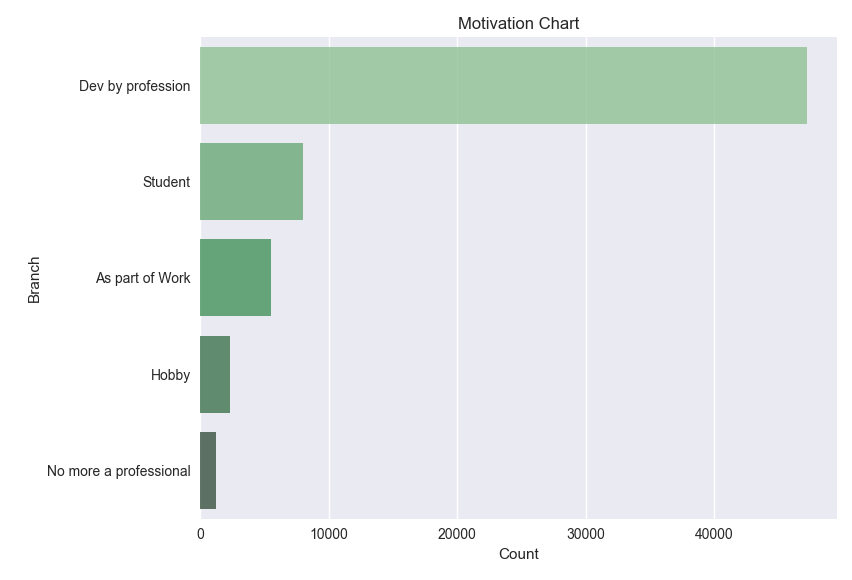 Motivation Chart
Dev by profession
Student
As part of Work
Hobby
No more a professional
Branch
0 10000 20000 30000 40000
Count